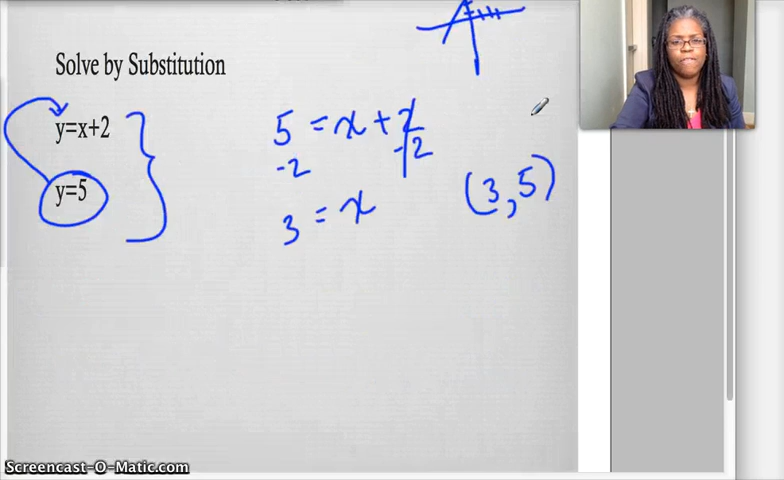 Solve by Substitution
y=x+2
y=5
5 = x + 2
-2 -2
3 = x
(3,5)
Screencast-O-Matic.com